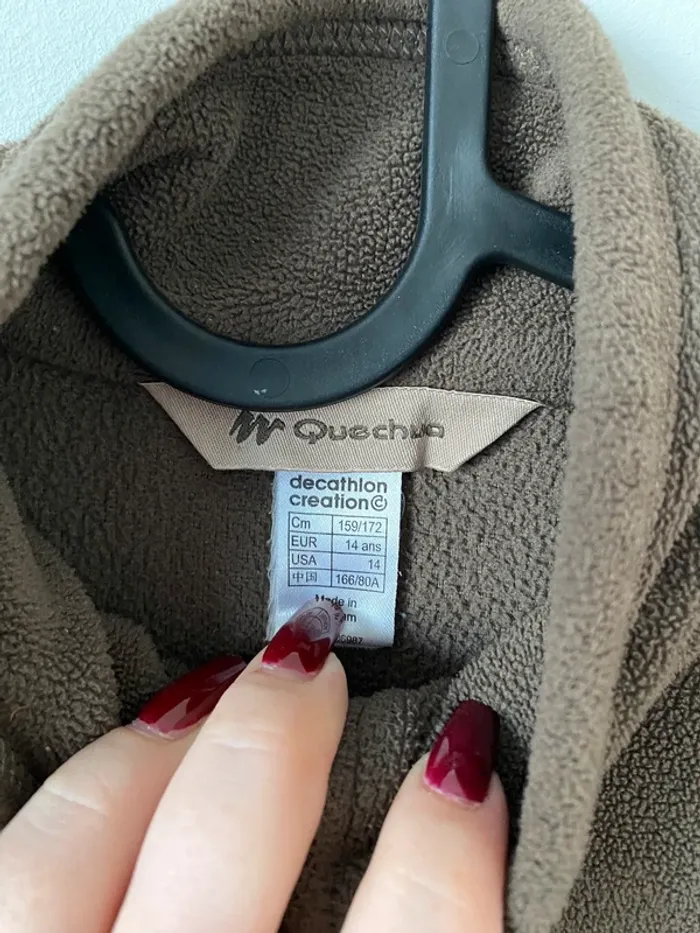 Quechua
decathlon
creation©
Cm 159/172
EUR 14 ans
USA 14
中国 166/80A
Made in